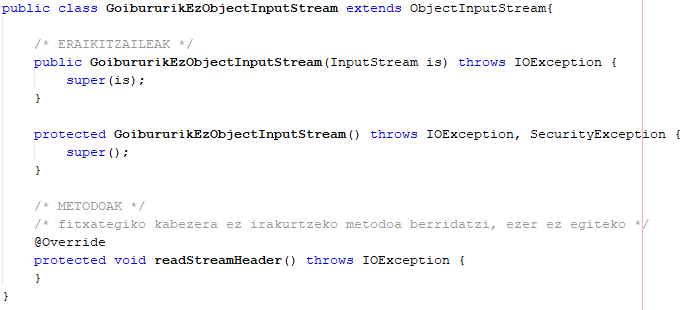 public class GoibururikEzObjectInputStream extends ObjectInputStream{
/* ERAIKITZAILEAK */
public GoibururikEzObjectInputStream(InputStream is) throws IOException {
super(is);
}
protected GoibururikEzObjectInputStream() throws IOException, SecurityException {
super();
}
/* METODOAK */
/* fitxategiko kabezera ez irakurtzeko metodoa berridatzi, ezer ez egiteko */
@Override
protected void readStreamHeader() throws IOException {
}
}